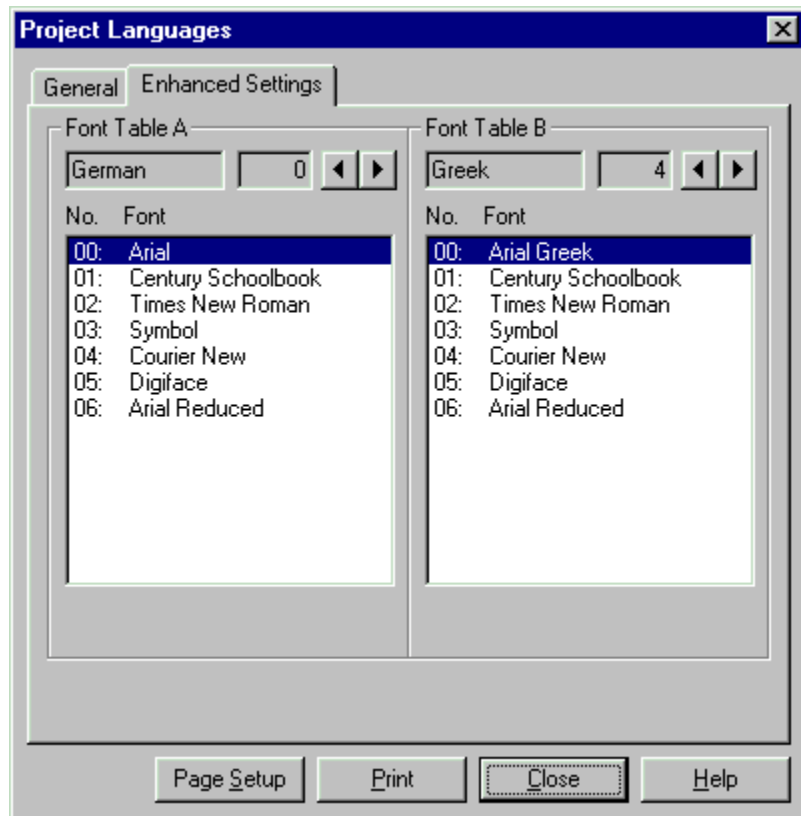 Project Languages
General Enhanced Settings
Font Table A
German 0
No. Font
00: Arial
01: Century Schoolbook
02: Times New Roman
03: Symbol
04: Courier New
05: Digiface
06: Arial Reduced
Font Table B
Greek 4
No. Font
00: Arial Greek
01: Century Schoolbook
02: Times New Roman
03: Symbol
04: Courier New
05: Digiface
06: Arial Reduced
Page Setup Print Close Help